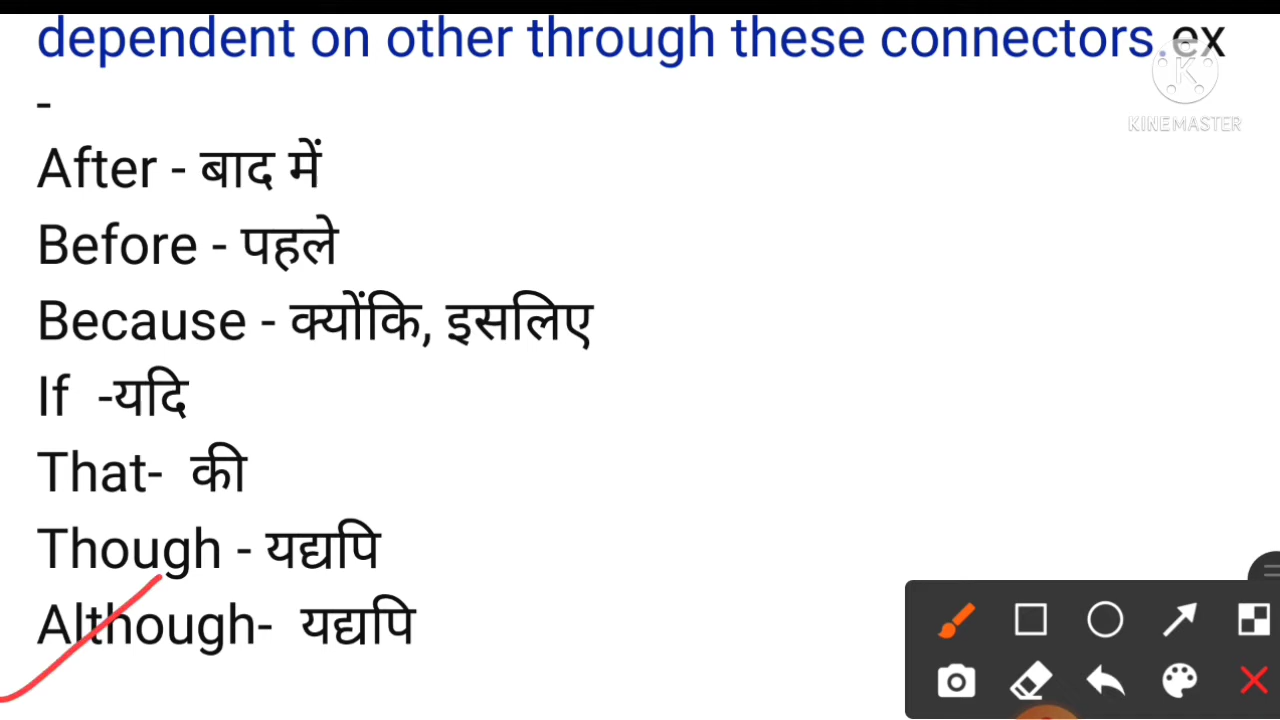 dependent on other through these connectors.ex
-
KINEMASTER
After - बाद में
Before - पहले
Because - क्योंकि, इसलिए
If -यदि
That- की
Though - यद्यपि
Although- यद्यपि